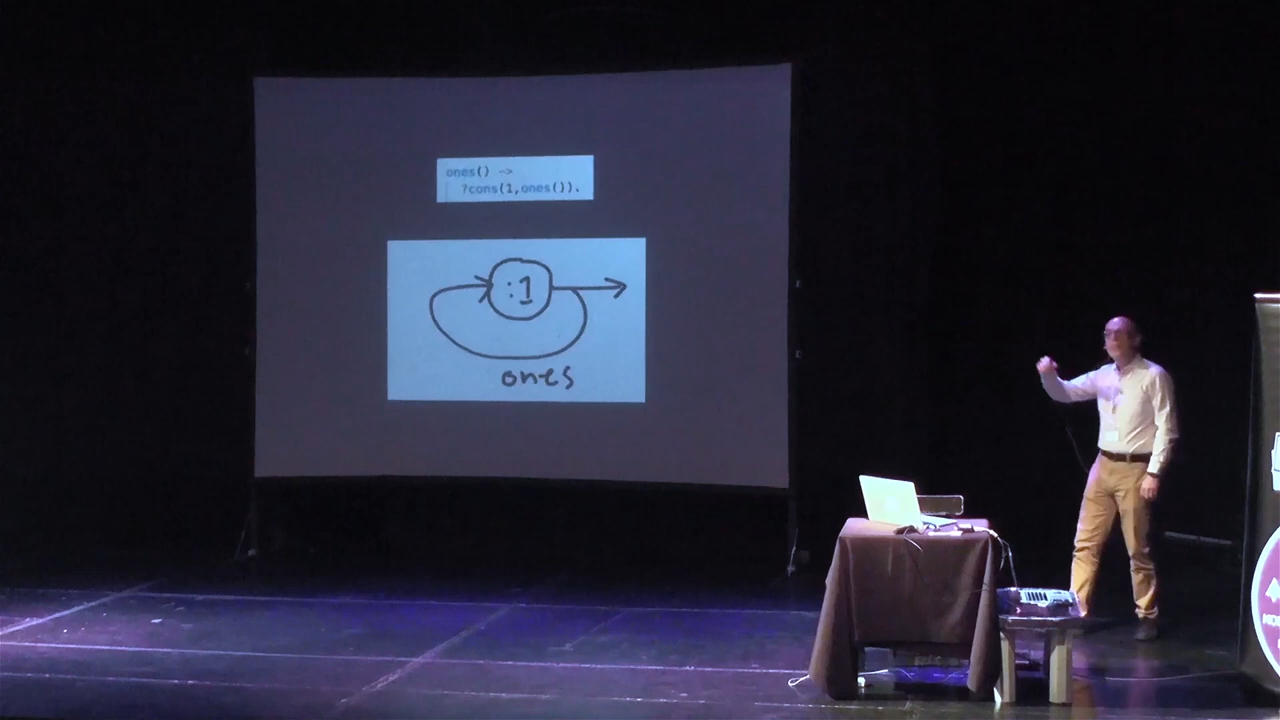 ones() ->
?cons(1,ones()).
:1
ones